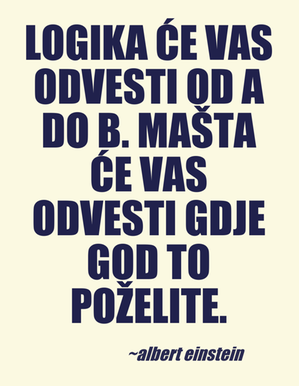 LOGIKA ĆE VAS
ODVESTI OD A
DO B. MAŠTA
ĆE VAS
ODVESTI GDJE
GOD TO
POŽELITE.
~albert einstein